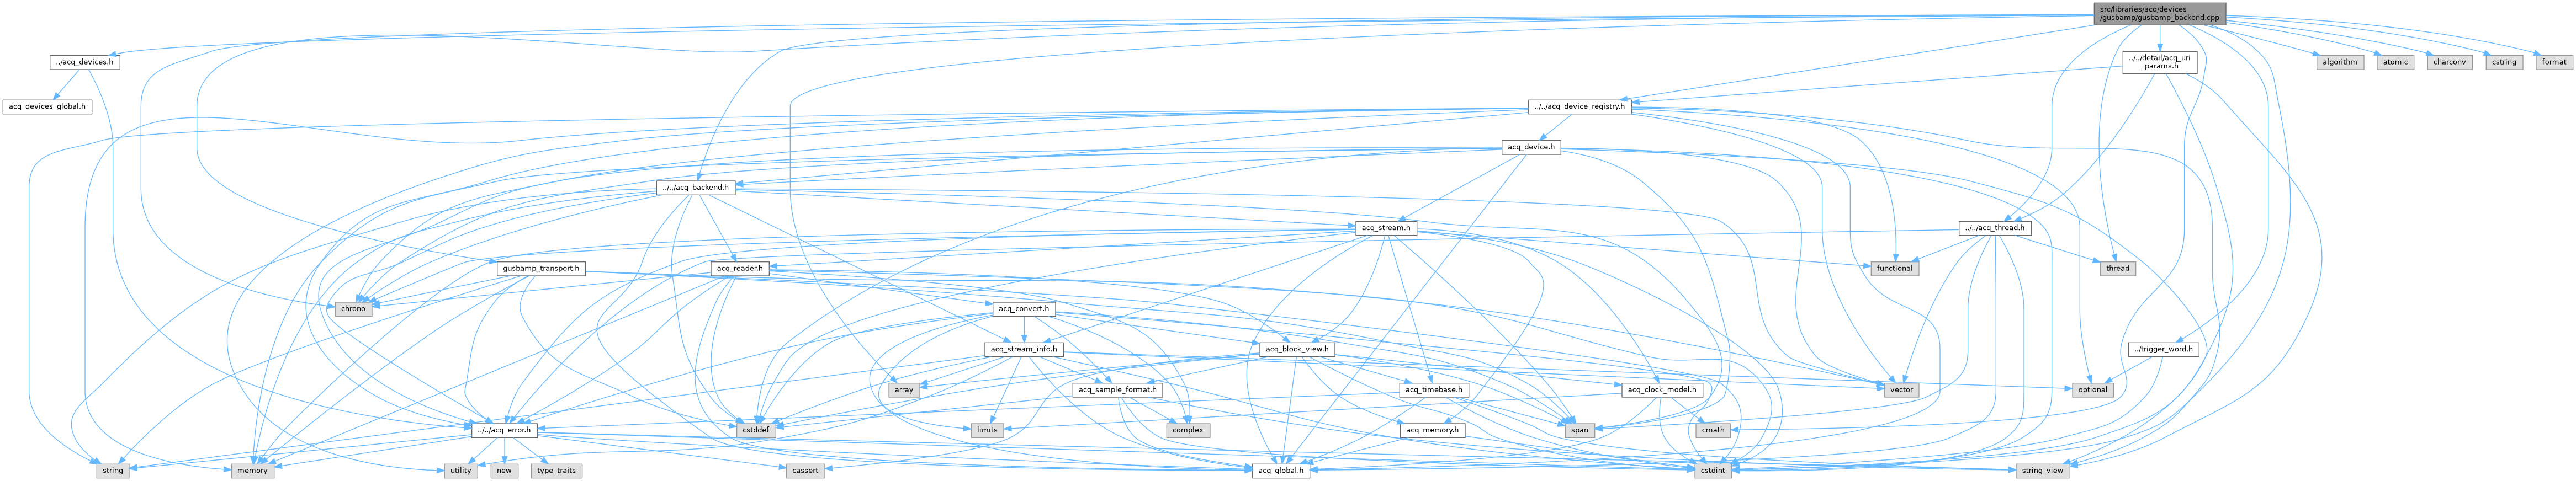 src/libraries/acq/devices
/gusbamp/gusbamp_backend.cpp
../acq_devices.h
../../detail/acq_uri
_params.h
algorithm
atomic
charconv
cstring
format
acq_devices_global.h
../../acq_device_registry.h
acq_device.h
../../acq_backend.h
acq_stream.h
../../acq_thread.h
gusbamp_transport.h
acq_reader.h
functional
thread
chrono
acq_convert.h
acq_stream_info.h
acq_block_view.h
../trigger_word.h
array
acq_sample_format.h
acq_timebase.h
acq_clock_model.h
vector
optional
cstddef
../../acq_error.h
limits
complex
acq_memory.h
span
cmath
string
memory
utility
new
type_traits
cassert
acq_global.h
cstdint
string_view